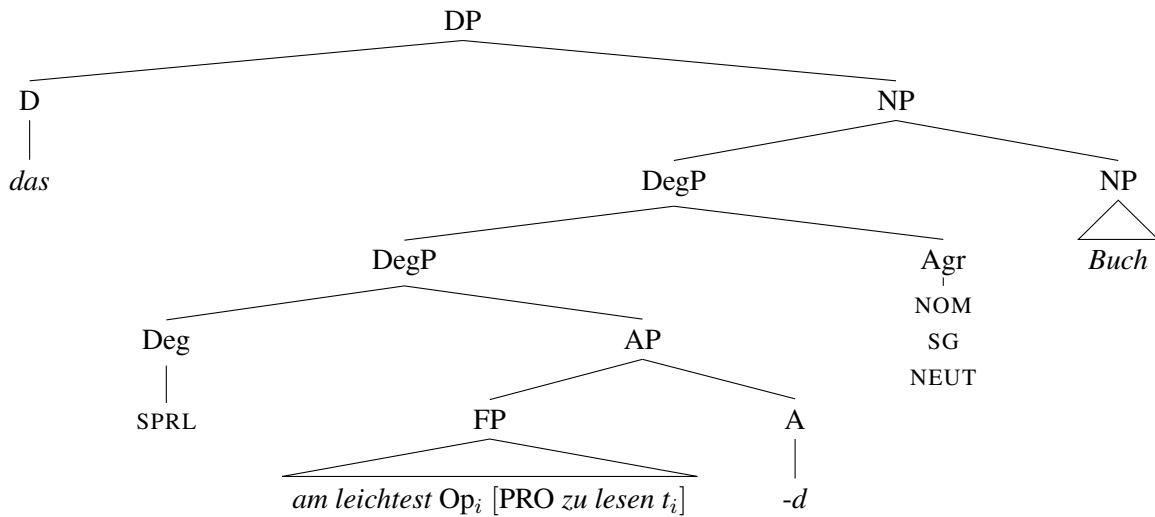 DP
D NP
das DegP NP
DegP Agr Buch
NOM
Deg AP SG
NEUT
SPRL FP A
am leichtest Opᵢ [PRO zu lesen tᵢ] -d